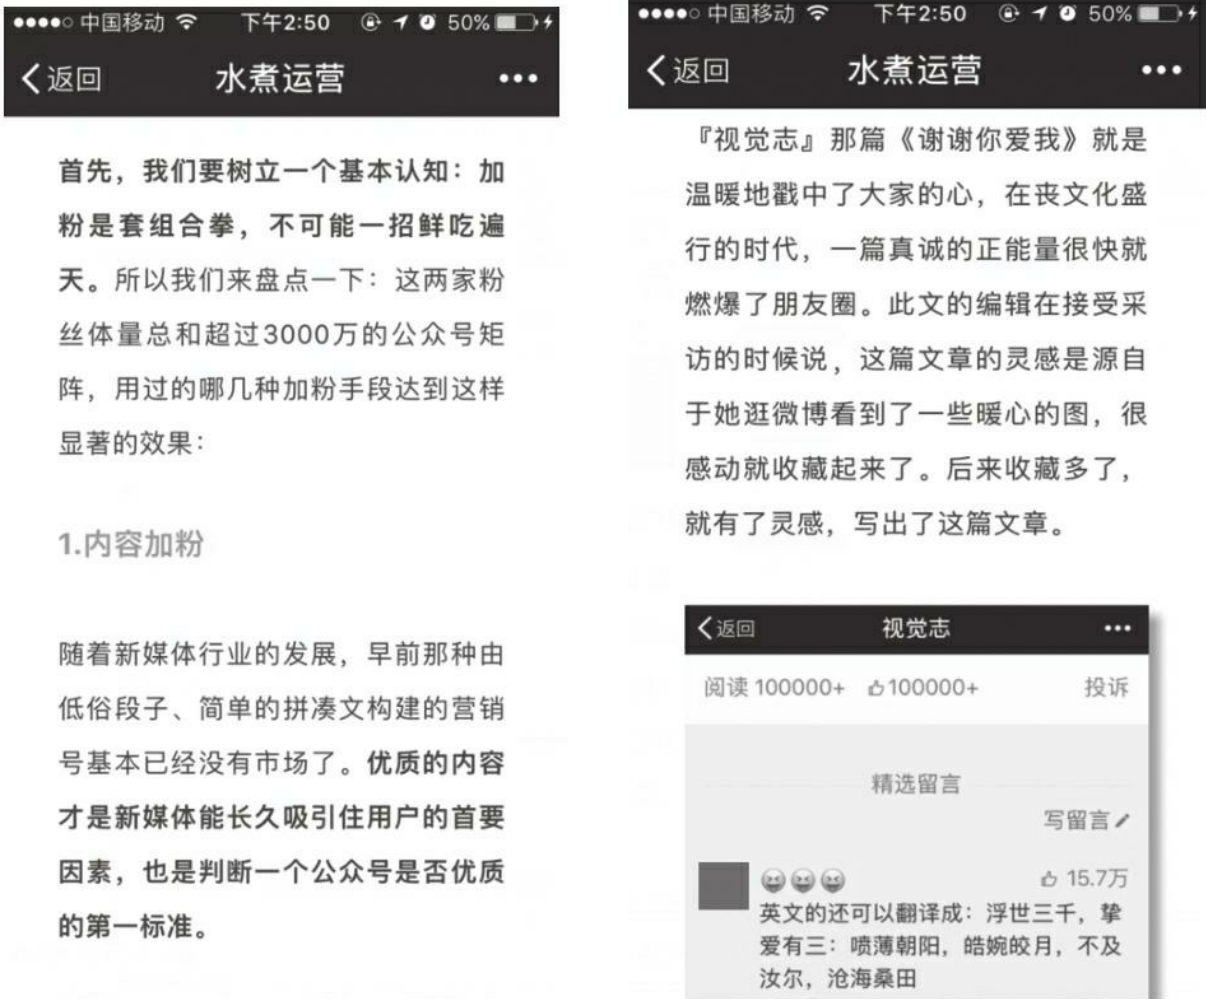 中国移动 下午2:50 50%
返回 水煮运营
首先，我们要树立一个基本认知：加
粉是套组合拳，不可能一招鲜吃遍
天。所以我们来盘点一下：这两家粉
丝体量总和超过3000万的公众号矩
阵，用过的哪几种加粉手段达到这样
显著的效果：
1.内容加粉
随着新媒体行业的发展，早前那种由
低俗段子、简单的拼凑文构建的营销
号基本已经没有市场了。优质的内容
才是新媒体能长久吸引住用户的首要
因素，也是判断一个公众号是否优质
的第一标准。
中国移动 下午2:50 50%
返回 水煮运营
『视觉志』那篇《谢谢你爱我》就是
温暖地戳中了大家的心，在丧文化盛
行的时代，一篇真诚的正能量很快就
燃爆了朋友圈。此文的编辑在接受采
访的时候说，这篇文章的灵感是源自
于她逛微博看到了一些暖心的图，很
感动就收藏起来了。后来收藏多了，
就有了灵感，写出了这篇文章。
返回 视觉志
阅读 100000+ 100000+ 投诉
精选留言
写留言
😝😝😝 15.7万
英文的还可以翻译成：浮世三千，挚
爱有三：喷薄朝阳，皓婉皎月，不及
汝尔，沧海桑田